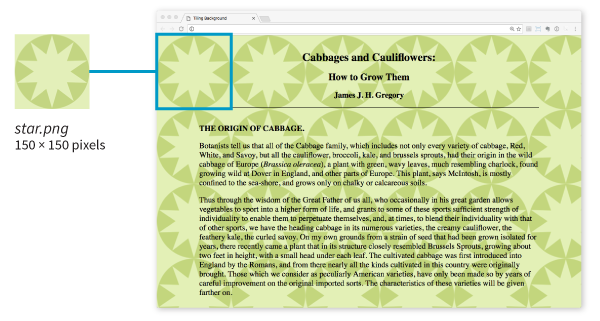 Tiling Background
Cabbages and Cauliflowers:
How to Grow Them
James J. H. Gregory
star.png
150 × 150 pixels
THE ORIGIN OF CABBAGE.
Botanists tell us that all of the Cabbage family, which includes not only every variety of cabbage, Red,
White, and Savoy, but all the cauliflower, broccoli, kale, and brussels sprouts, had their origin in the wild
cabbage of Europe (Brassica oleracea), a plant with green, wavy leaves, much resembling charlock, found
growing wild at Dover in England, and other parts of Europe. This plant, says McIntosh, is mostly
confined to the sea-shore, and grows only on chalky or calcareous soils.
Thus through the wisdom of the Great Father of us all, who occasionally in his great garden allows
vegetables to sport into a higher form of life, and grants to some of these sports sufficient strength of
individuality to enable them to perpetuate themselves, and, at times, to blend their individuality with that
of other sports, we have the heading cabbage in its numerous varieties, the creamy cauliflower, the
feathery kale, the curled savoy. On my own grounds from a strain of seed that had been grown isolated for
years, there recently came a plant that in its structure closely resembled Brussels Sprouts, growing about
two feet in height, with a small head under each leaf. The cultivated cabbage was first introduced into
England by the Romans, and from there nearly all the kinds cultivated in this country were originally
brought. Those which we consider as peculiarly American varieties, have only been made so by years of
careful improvement on the original imported sorts. The characteristics of these varieties will be given
farther on.